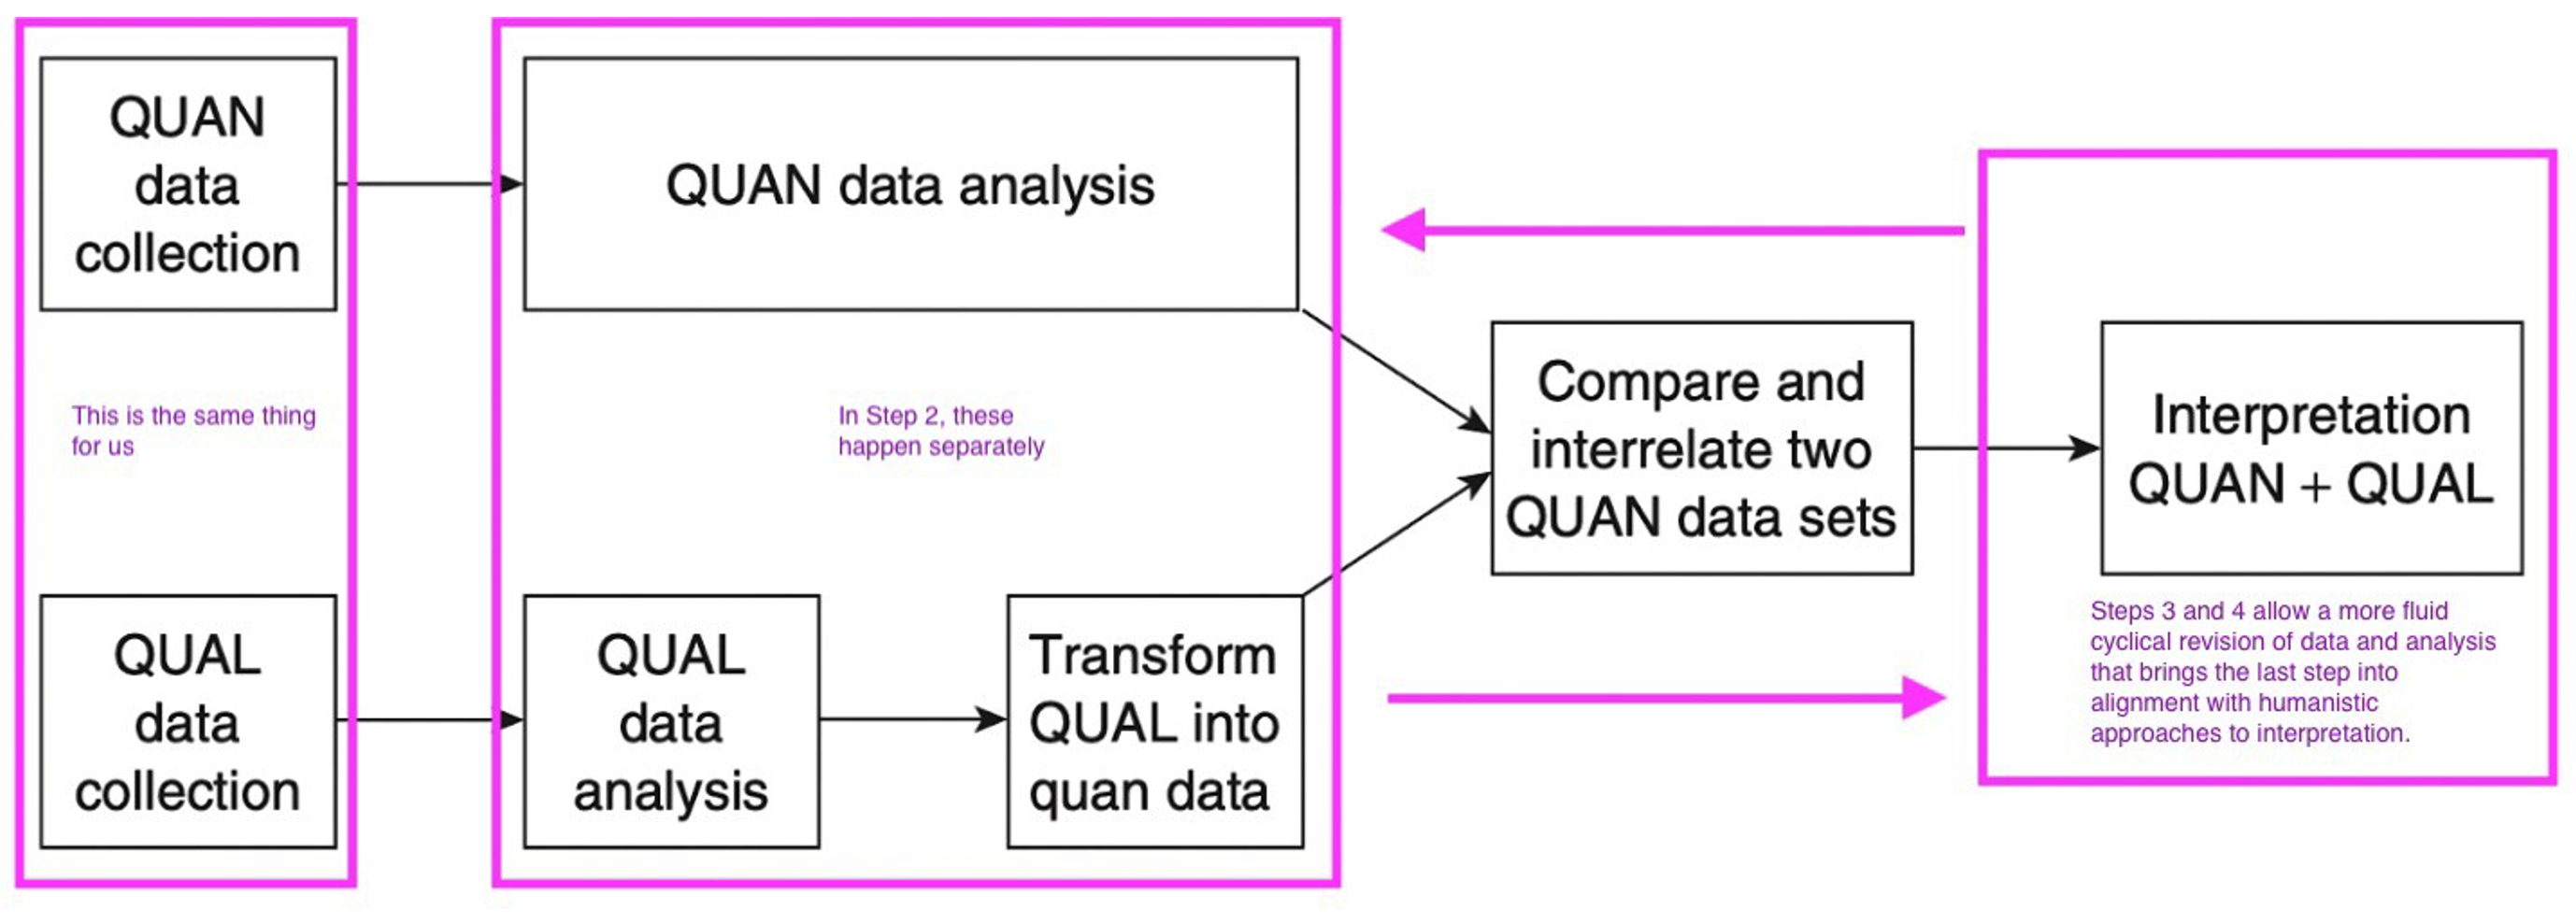 QUAN
data
collection
QUAN data analysis
This is the same thing
for us
In Step 2, these
happen separately
Compare and
interrelate two
QUAN data sets
Interpretation
QUAN + QUAL
QUAL
data
collection
QUAL
data
analysis
Transform
QUAL into
quan data
Steps 3 and 4 allow a more fluid
cyclical revision of data and analysis
that brings the last step into
alignment with humanistic
approaches to interpretation.